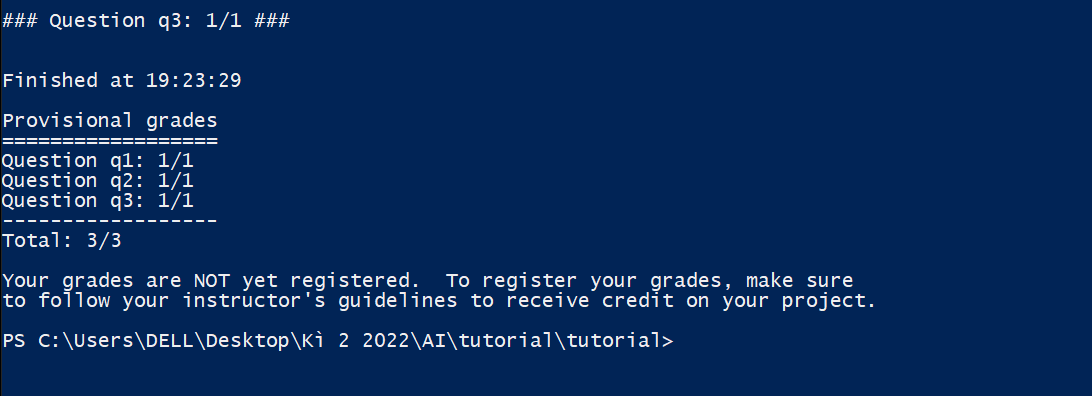 ### Question q3: 1/1 ###
Finished at 19:23:29
Provisional grades
==================
Question q1: 1/1
Question q2: 1/1
Question q3: 1/1
------------------
Total: 3/3
Your grades are NOT yet registered.  To register your grades, make sure
to follow your instructor's guidelines to receive credit on your project.
PS C:\Users\DELL\Desktop\Kì 2 2022\AI\tutorial\tutorial>